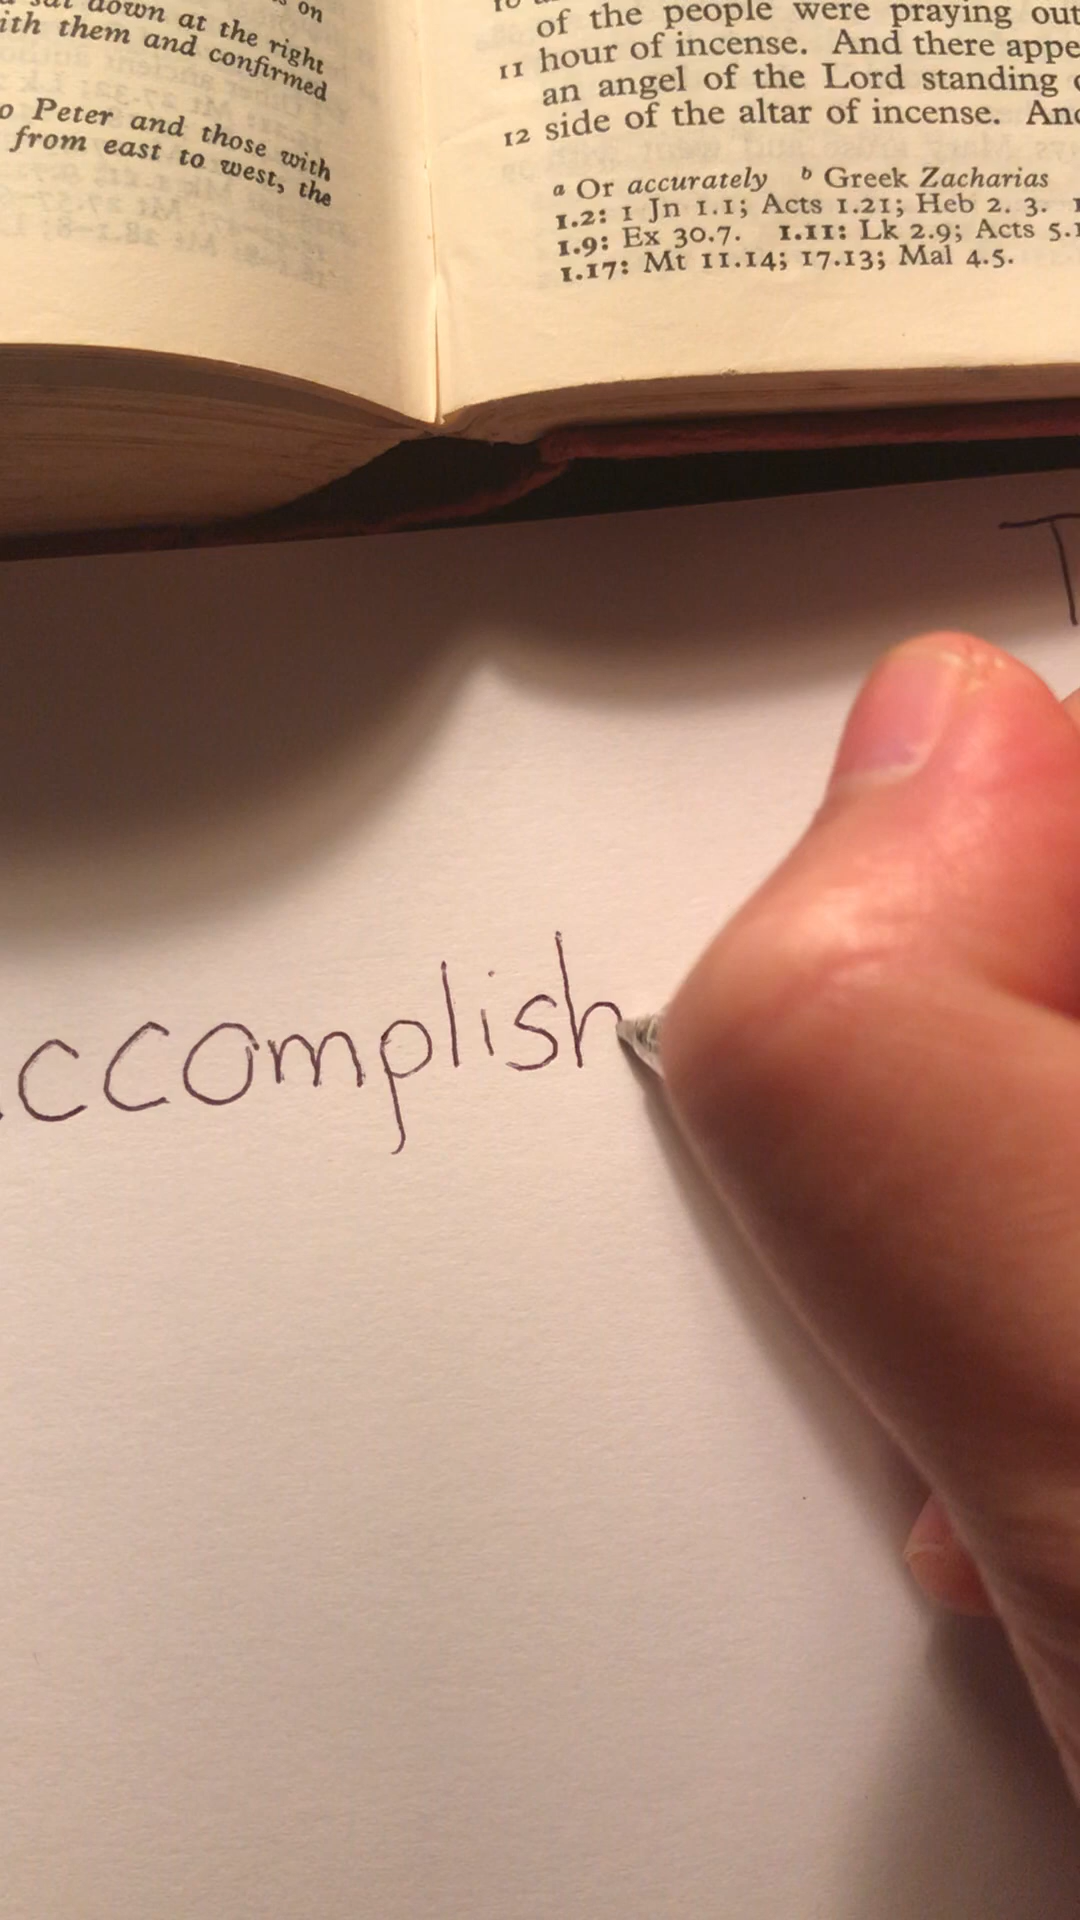 on
down at the right
ith them and confirmed
o Peter and those with
from east to west, the
of the people were praying out
11 hour of incense. And there appe
an angel of the Lord standing
12 side of the altar of incense. And
a Or accurately b Greek Zacharias
1.2: 1 Jn 1.1; Acts 1.21; Heb 2. 3.
1.9: Ex 30.7. 1.11: Lk 2.9; Acts 5.1
1.17: Mt 11.14; 17.13; Mal 4.5.
T
ccomplish